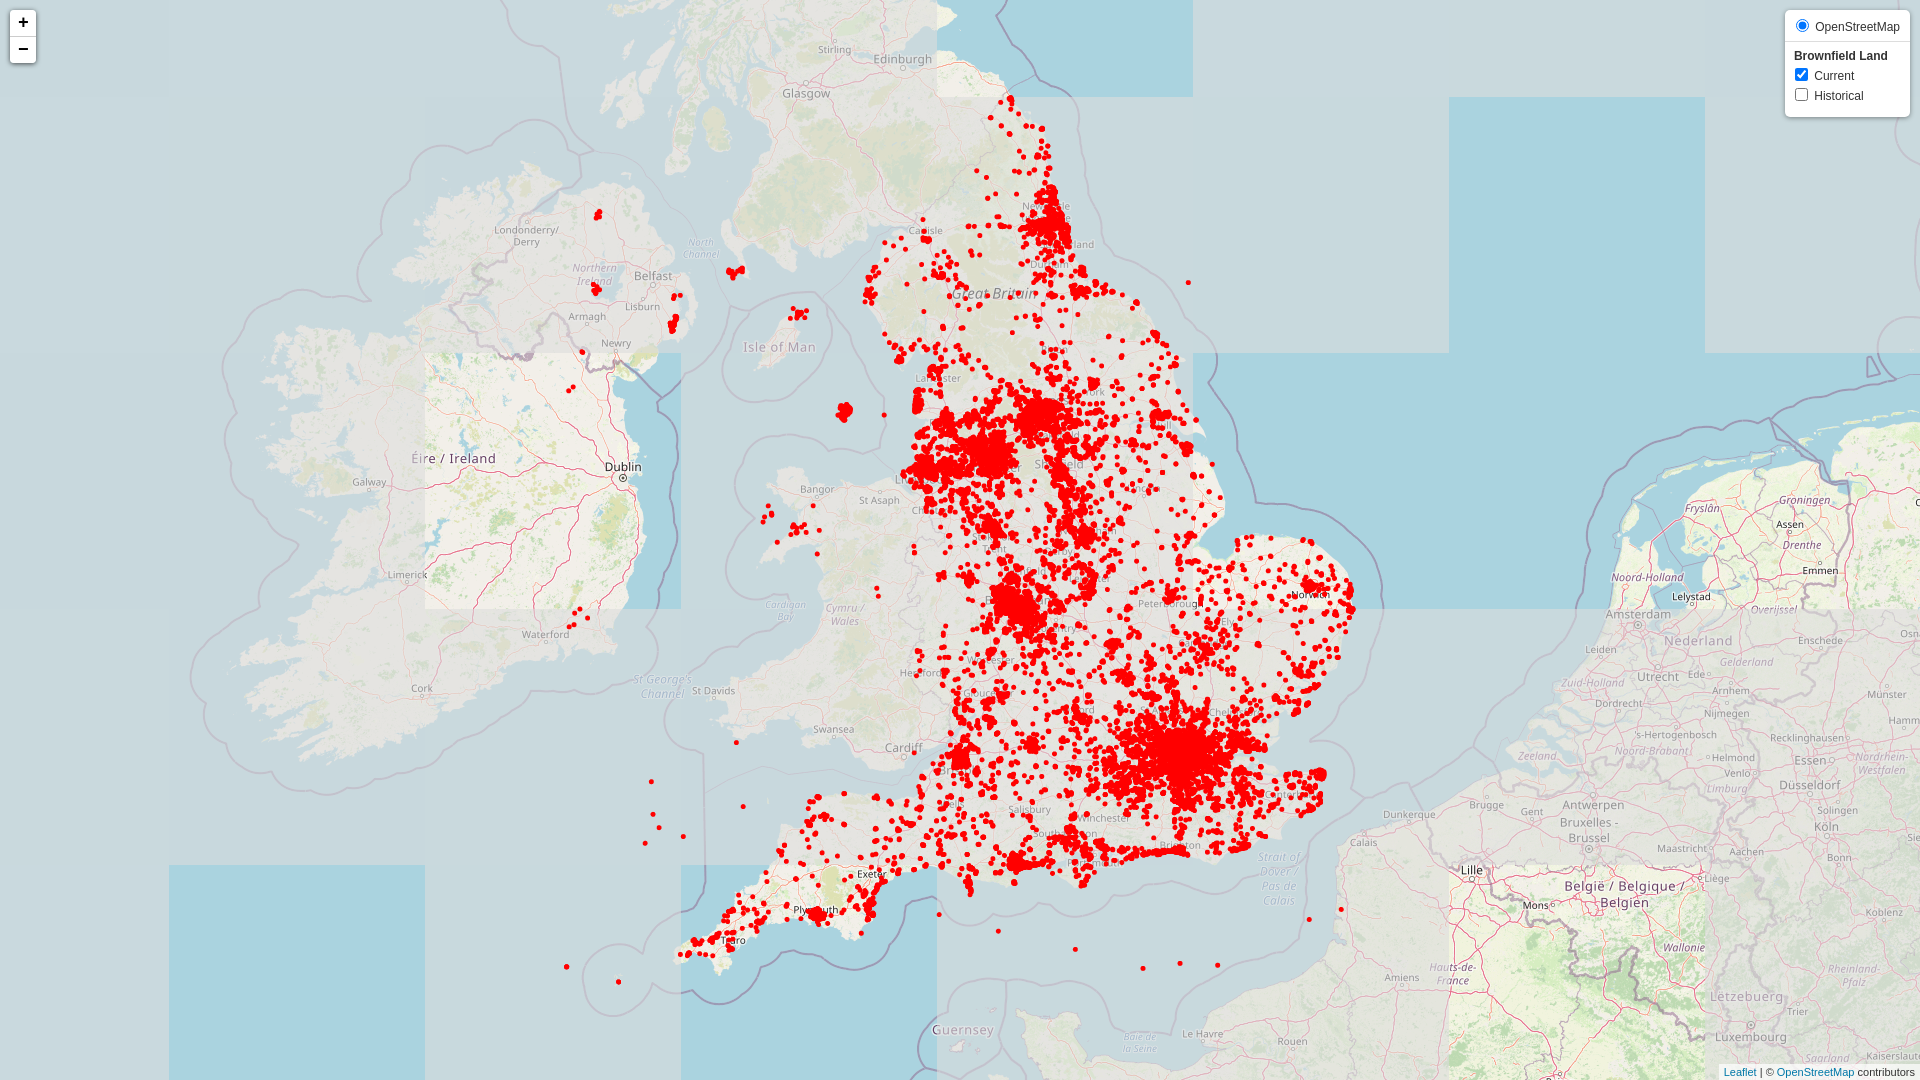 +
−
OpenStreetMap
Brownfield Land
Current
Historical
Stirling
Edinburgh
Glasgow
North
Channel
Londonderry/
Derry
Northern
Ireland
Belfast
Lisburn
Armagh
Newry
Isle of Man
Carlisle
Great Britain
Éire / Ireland
Dublin
Galway
Limerick
Waterford
Cork
St George's
Channel
Bangor
St Asaph
Cardigan
Bay
Cymru /
Wales
St Davids
Swansea
Cardiff
Peterborough
Norwich
Ely
Salisbury
Winchester
Brighton
Exeter
Plymouth
Truro
Guernsey
Strait of
Dover /
Pas de
Calais
Baie de
la Seine
Le Havre
Rouen
Amiens
Hauts-de-
France
Calais
Dunkerque
Lille
Mons
België / Belgique /
Belgien
Brugge
Gent
Antwerpen
Bruxelles -
Brussel
Maastricht
Liège
Wallonie
Aachen
Zeeland
Noord-Brabant
's-Hertogenbosch
Helmond
Venlo
Limburg
Recklinghausen
Essen
Düsseldorf
Solingen
Köln
Bonn
Koblenz
Nordrhein-
Westfalen
Rheinland-
Pfalz
Lëtzebuerg
Luxembourg
Trier
Saarland
Kaiserslautern
Groningen
Fryslân
Assen
Drenthe
Emmen
Noord-Holland
Lelystad
Overijssel
Amsterdam
Nederland
Enschede
Leiden
Utrecht
Ede
Gelderland
Zuid-Holland
Arnhem
Dordrecht
Nijmegen
Münster
Leaflet | © OpenStreetMap contributors